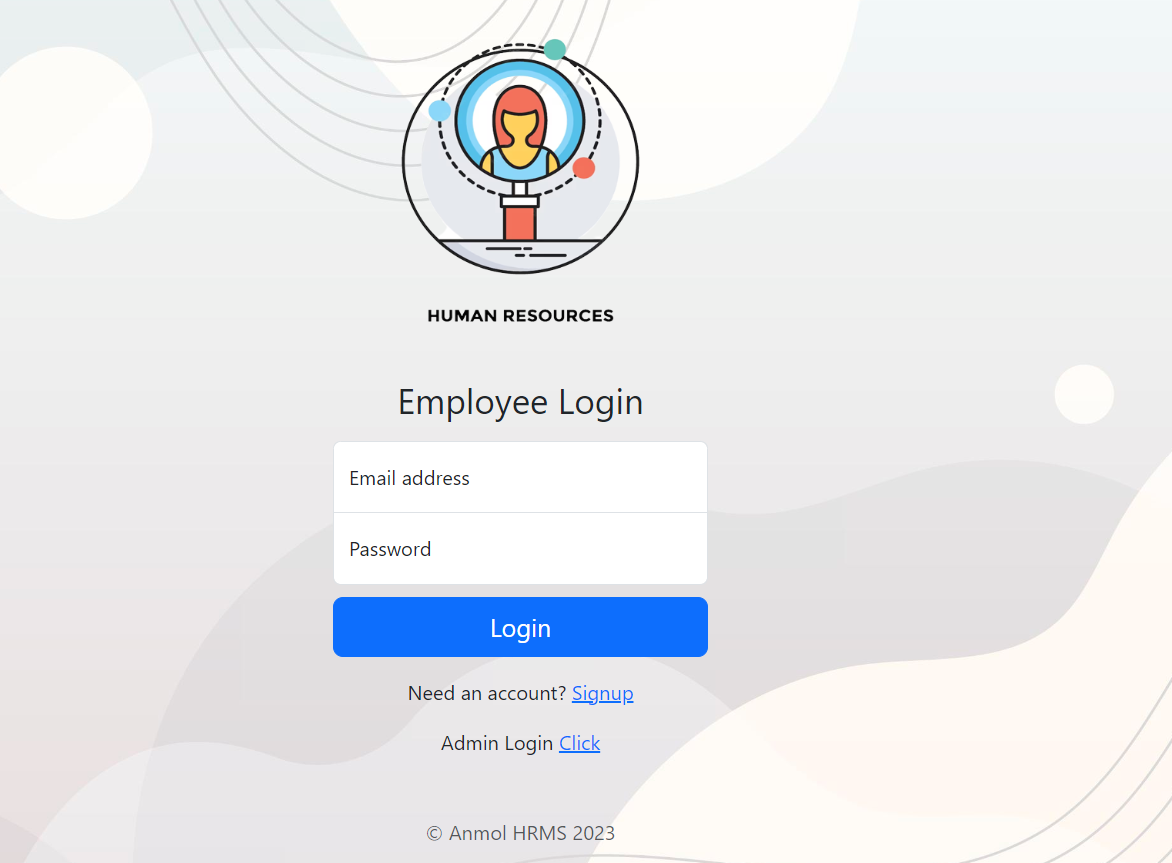 HUMAN RESOURCES
Employee Login
Email address
Password
Login
Need an account? Signup
Admin Login Click
© Anmol HRMS 2023